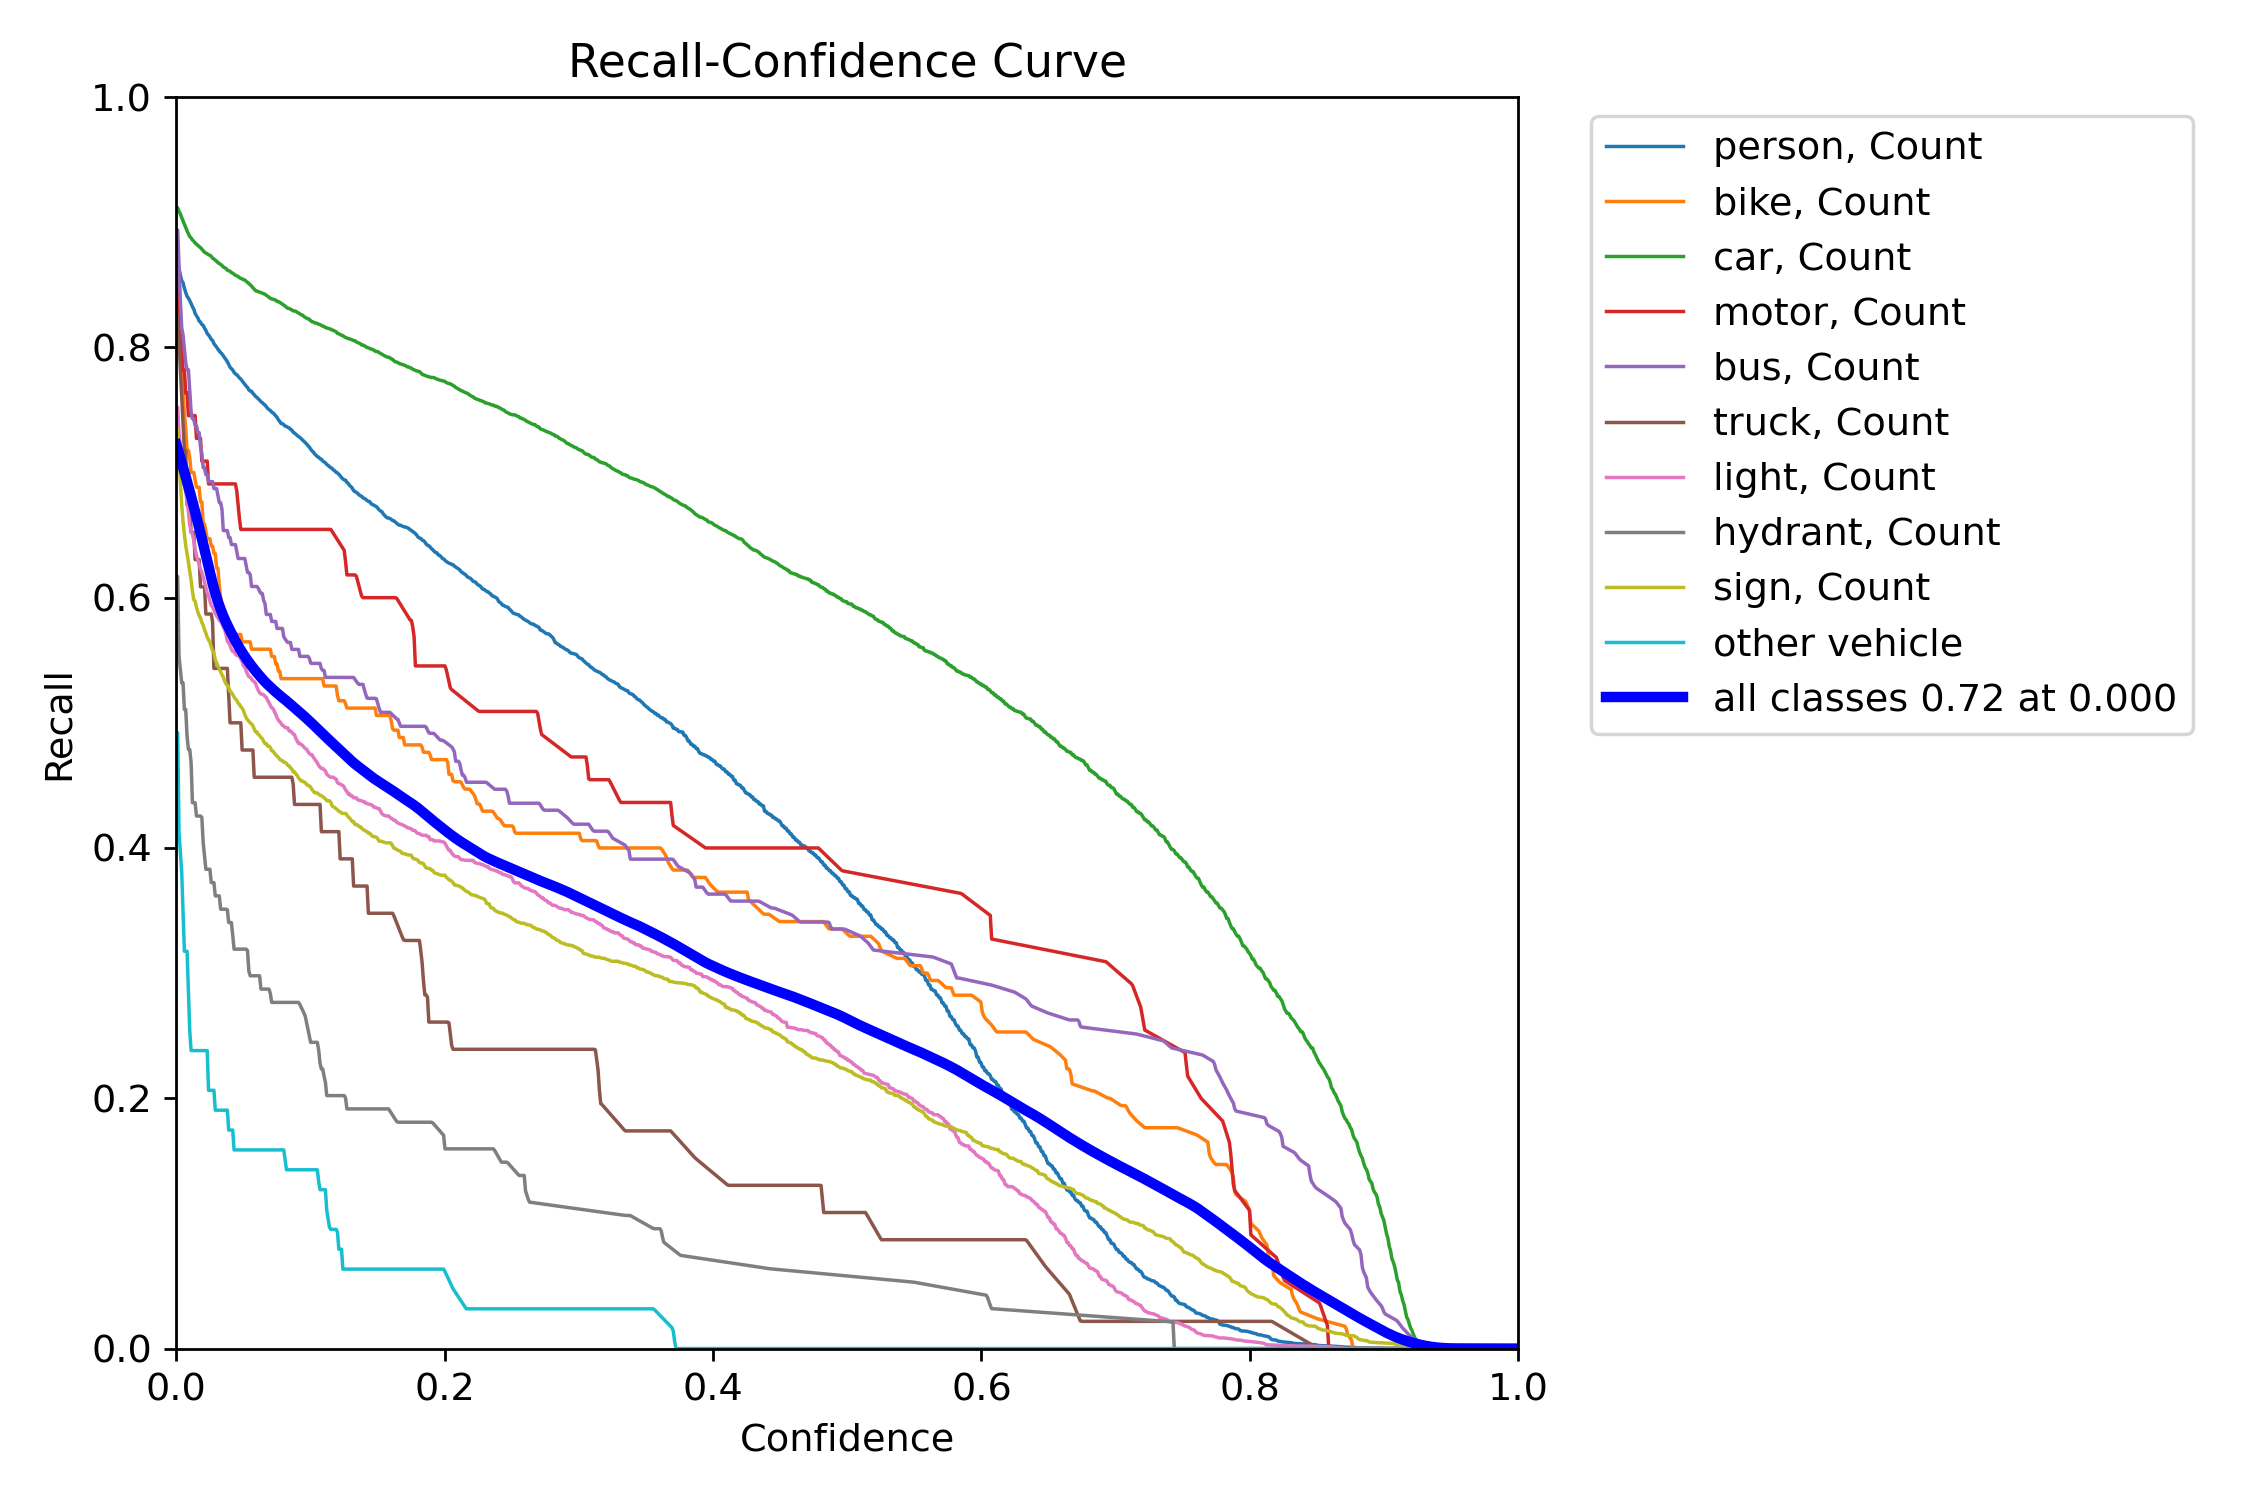 Recall-Confidence Curve
1.0
0.8
0.6
0.4
0.2
0.0
Recall
0.0 0.2 0.4 0.6 0.8 1.0
Confidence
person, Count
bike, Count
car, Count
motor, Count
bus, Count
truck, Count
light, Count
hydrant, Count
sign, Count
other vehicle
all classes 0.72 at 0.000